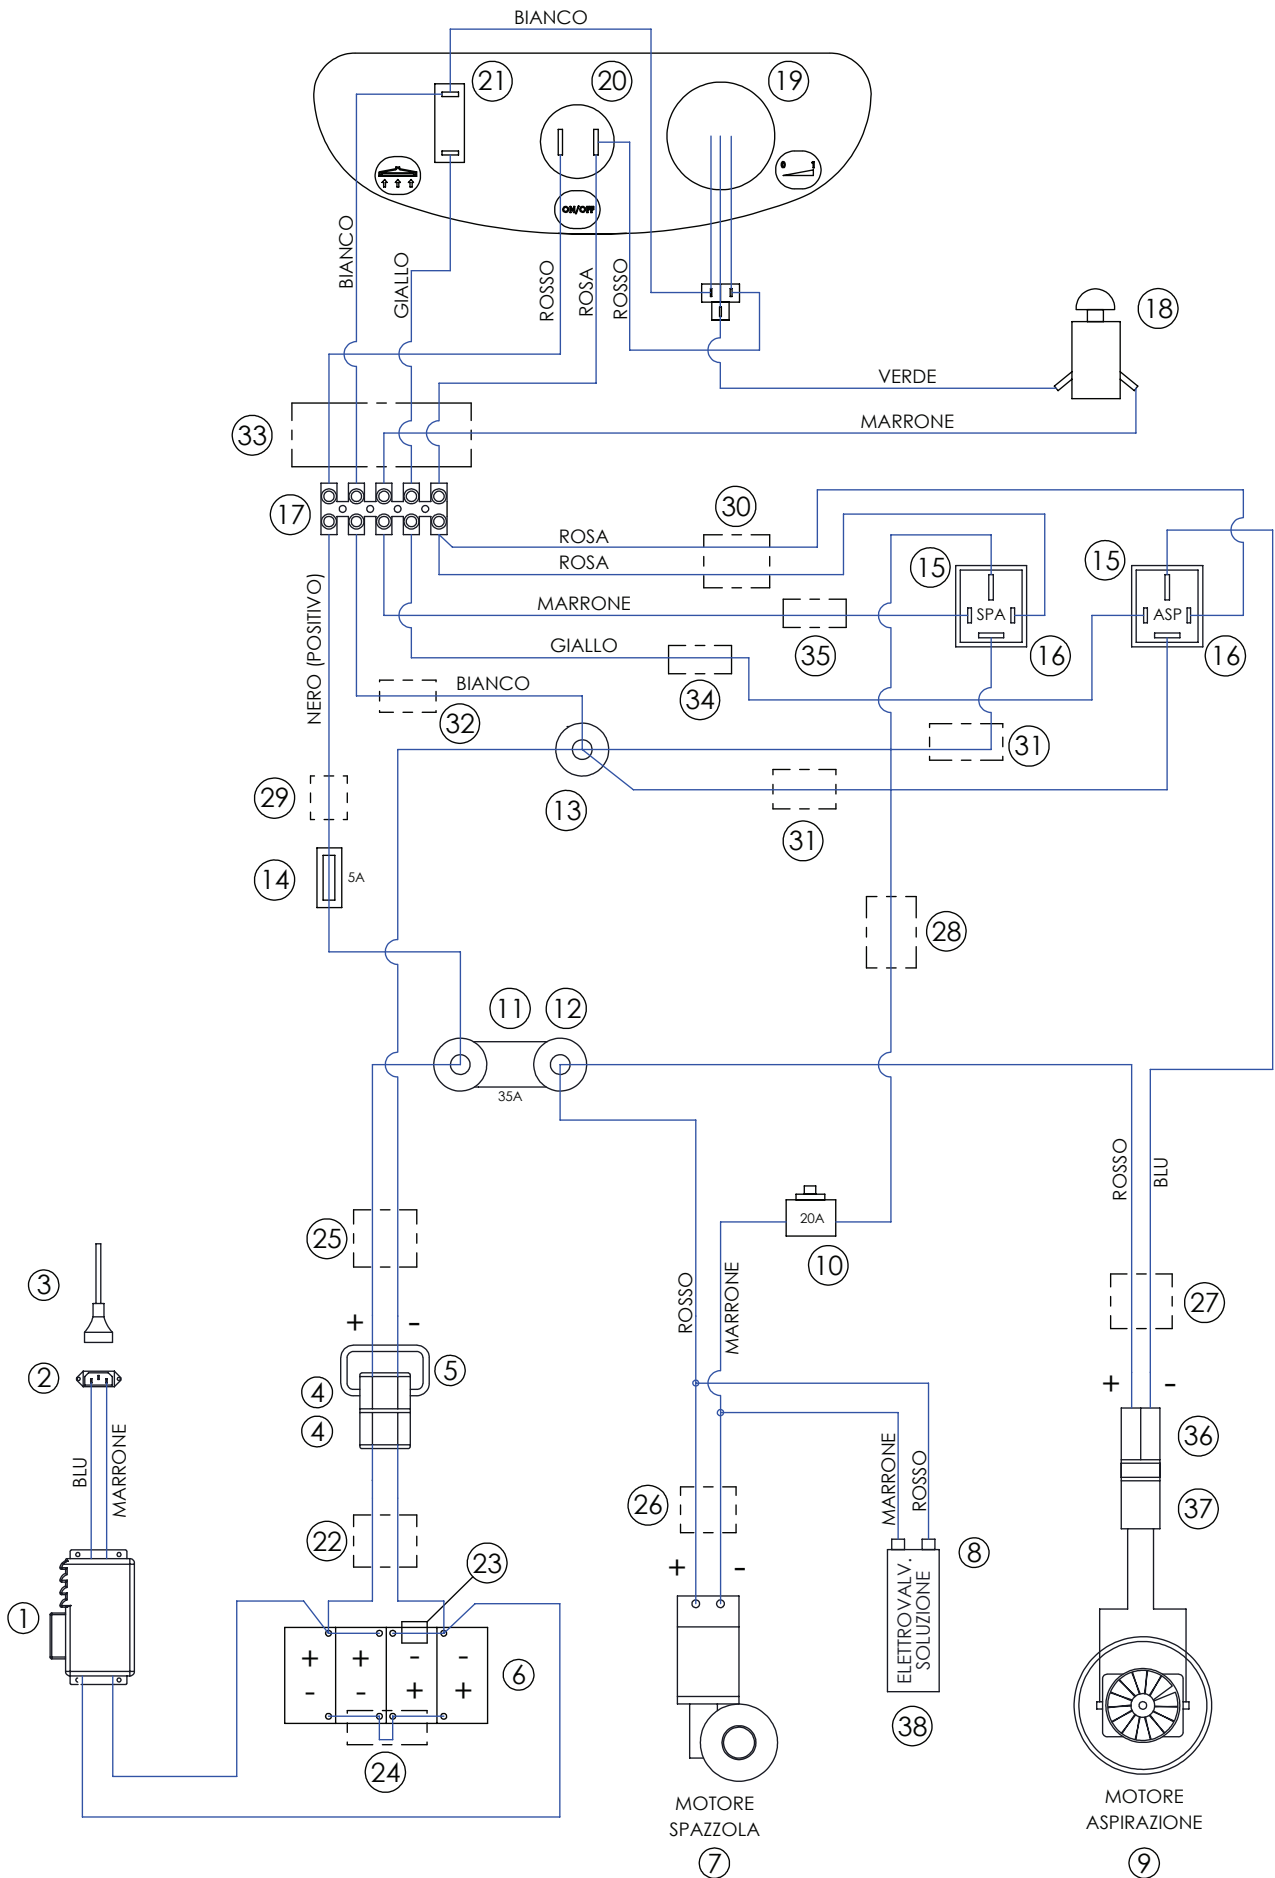 BIANCO
21
20
19
0 1
ON/OFF
BIANCO
GIALLO
ROSSO
ROSA
ROSSO
18
VERDE
MARRONE
33
17
30
ROSA
ROSA
15
15
SPA
ASP
MARRONE
35
16
16
GIALLO
34
NERO (POSITIVO)
BIANCO
32
31
13
31
29
14
5A
28
11
12
35A
ROSSO
BLU
20A
10
25
3
ROSSO
MARRONE
27
+ -
5
2
4
4
+ -
36
BLU
MARRONE
MARRONE
ROSSO
26
37
22
8
+ -
23
1
ELETTROVALV.
SOLUZIONE
+ + - -
- - + +
6
38
24
MOTORE
SPAZZOLA
7
MOTORE
ASPIRAZIONE
9